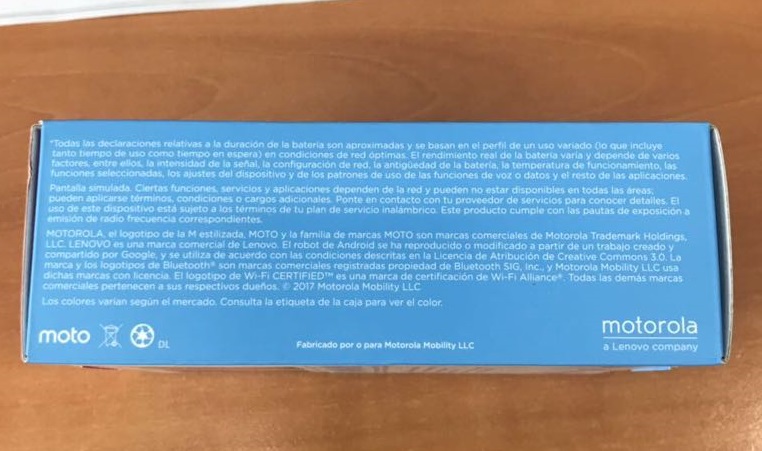 *Todas las declaraciones relativas a la duración de la batería son aproximadas y se basan en el perfil de un uso variado (lo que incluye
tanto tiempo de uso como tiempo en espera) en condiciones de red óptimas. El rendimiento real de la batería varía y depende de varios
factores, entre ellos, la intensidad de la señal, la configuración de red, la antigüedad de la batería, la temperatura de funcionamiento, las
funciones seleccionadas, los ajustes del dispositivo y de los patrones de uso de las funciones de voz o datos y el resto de las aplicaciones.
Pantalla simulada. Ciertas funciones, servicios y aplicaciones dependen de la red y pueden no estar disponibles en todas las áreas;
pueden aplicarse términos, condiciones o cargos adicionales. Ponte en contacto con tu proveedor de servicios para conocer detalles. El
uso de este dispositivo está sujeto a los términos de tu plan de servicio inalámbrico. Este producto cumple con las pautas de exposición a
emisión de radio frecuencia correspondientes.
MOTOROLA, el logotipo de la M estilizada, MOTO y la familia de marcas MOTO son marcas comerciales de Motorola Trademark Holdings,
LLC. LENOVO es una marca comercial de Lenovo. El robot de Android se ha reproducido o modificado a partir de un trabajo creado y
compartido por Google, y se utiliza de acuerdo con las condiciones descritas en la Licencia de Atribución de Creative Commons 3.0. La
marca y los logotipos de Bluetooth® son marcas comerciales registradas propiedad de Bluetooth SIG, Inc., y Motorola Mobility LLC usa
dichas marcas con licencia. El logotipo de Wi-Fi CERTIFIED™ es una marca de certificación de Wi-Fi Alliance®. Todas las demás marcas
comerciales pertenecen a sus respectivos dueños. © 2017 Motorola Mobility LLC
Los colores varían según el mercado. Consulta la etiqueta de la caja para ver el color.
moto
DL
Fabricado por o para Motorola Mobility LLC
motorola
a Lenovo company